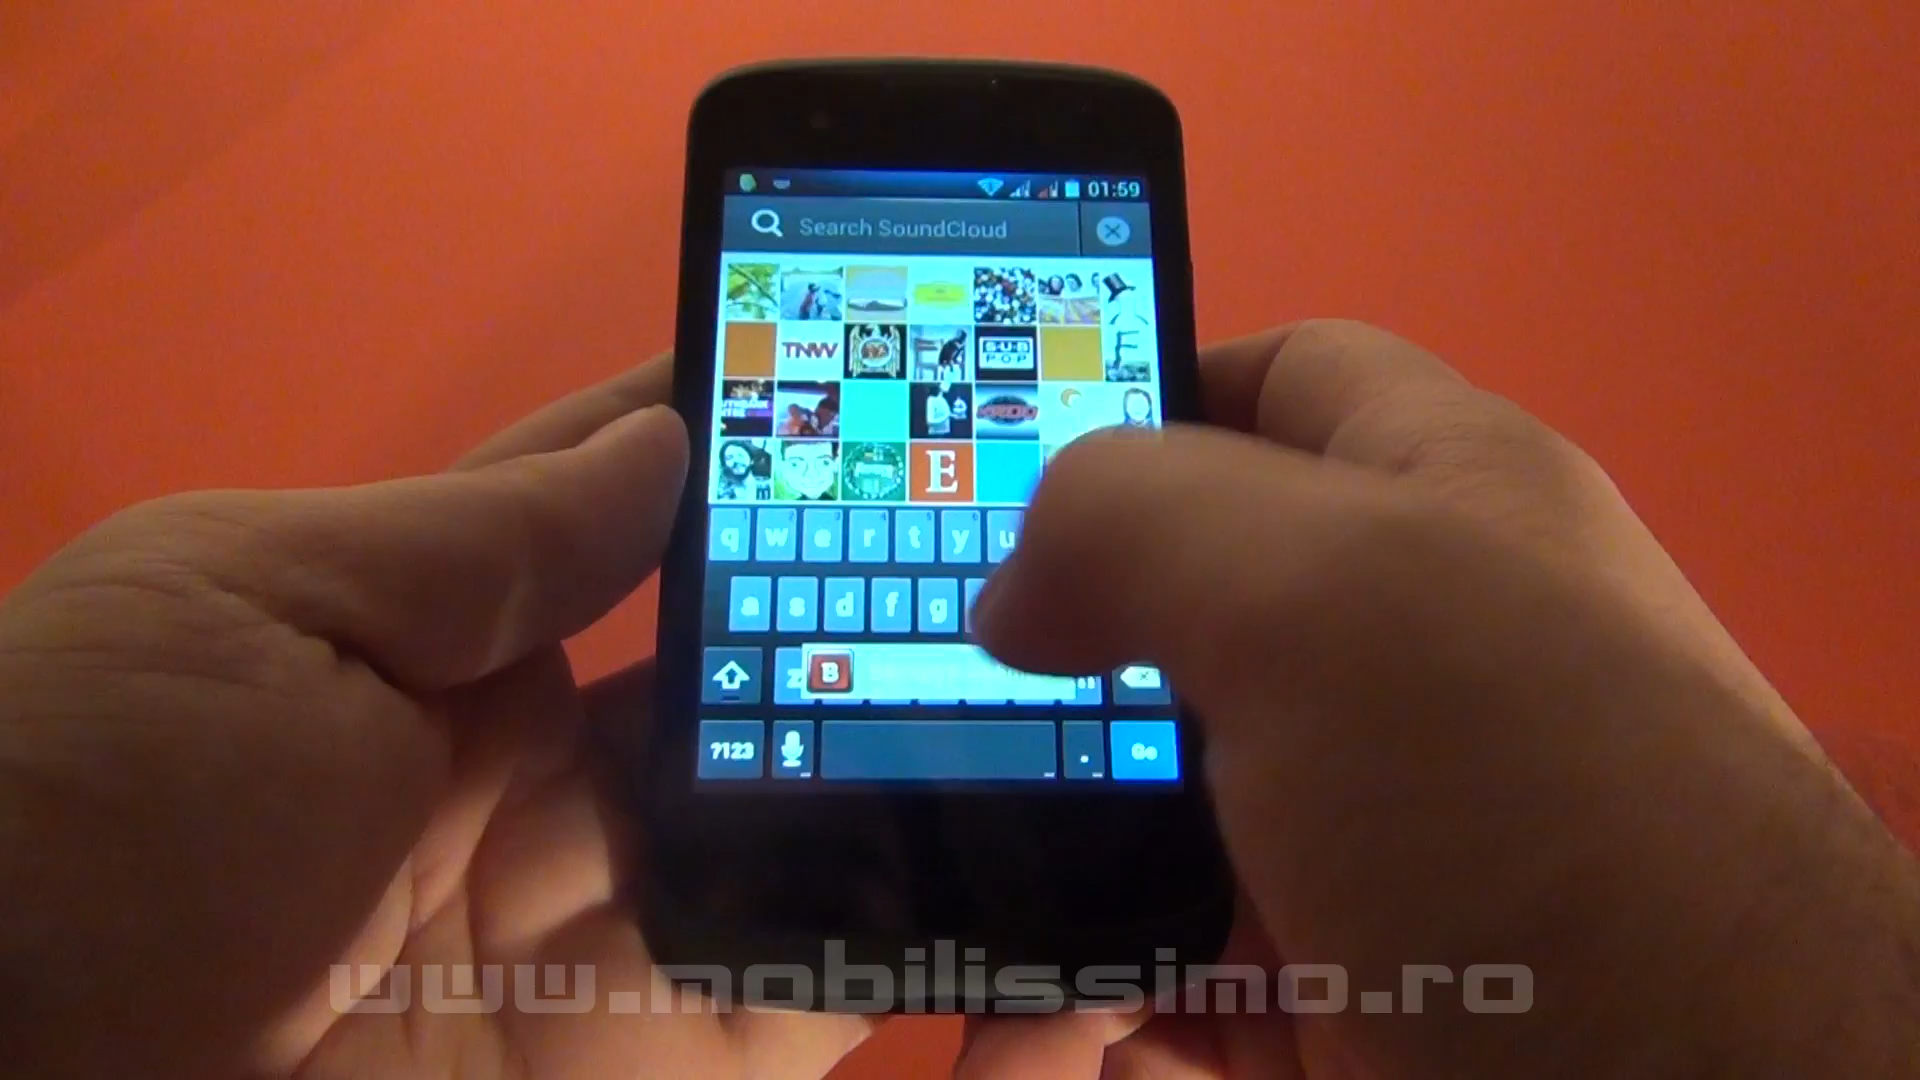 01:59
Search SoundCloud
TNW
SUB
POP
E
q w e r t y u
a s d f g
z
B
?123
.
Go
www.mobilissimo.ro